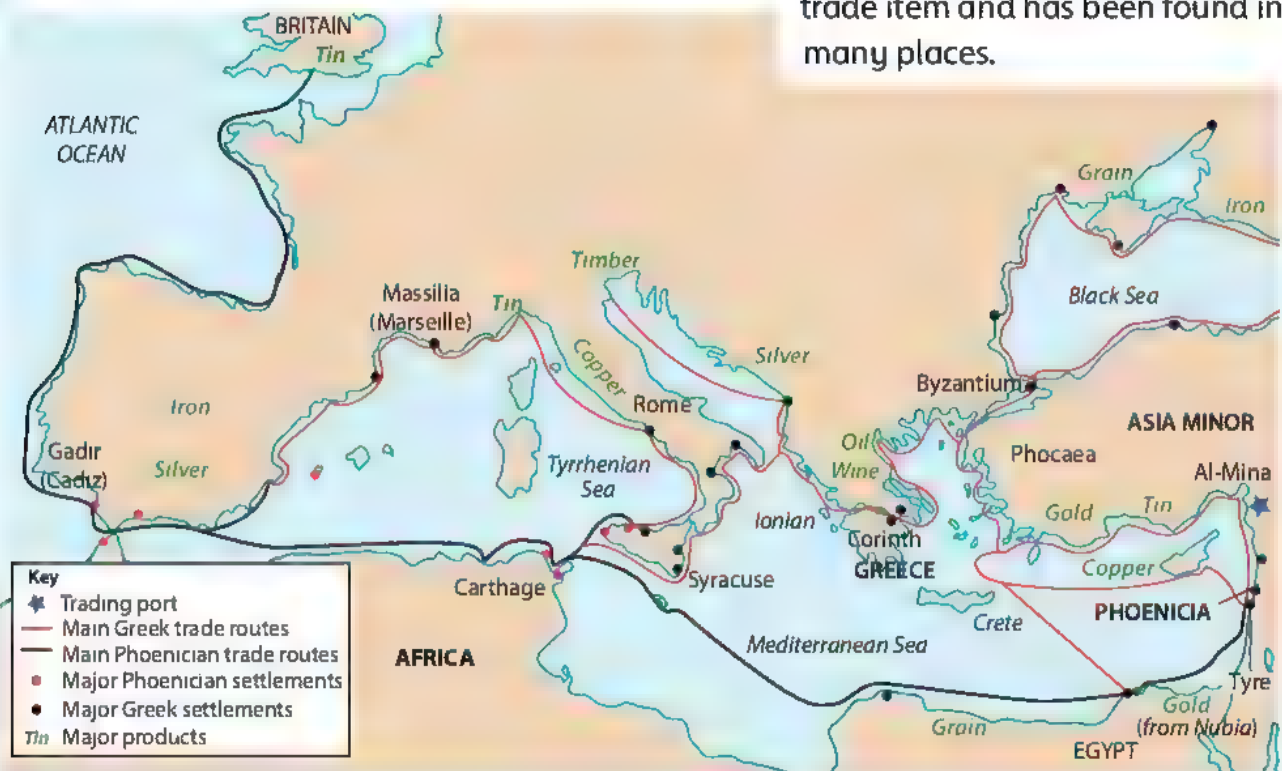 trade item and has been found in
many places.
BRITAIN
Tin
ATLANTIC
OCEAN
Grain
Iron
Timber
Black Sea
Massilia
(Marseille)
Tin
Silver
Copper
Byzantium
Rome
Iron
ASIA MINOR
Oil
Wine
Phocaea
Gadir
(Cadiz)
Silver
Tyrrhenian
Sea
Al-Mina
Gold
Tin
Ionian
Corinth
GREECE
Copper
Carthage
Syracuse
PHOENICIA
Crete
Mediterranean Sea
AFRICA
Tyre
Gold
(from Nubia)
Grain
EGYPT
Key
Trading port
Main Greek trade routes
Main Phoenician trade routes
Major Phoenician settlements
Major Greek settlements
Tin Major products